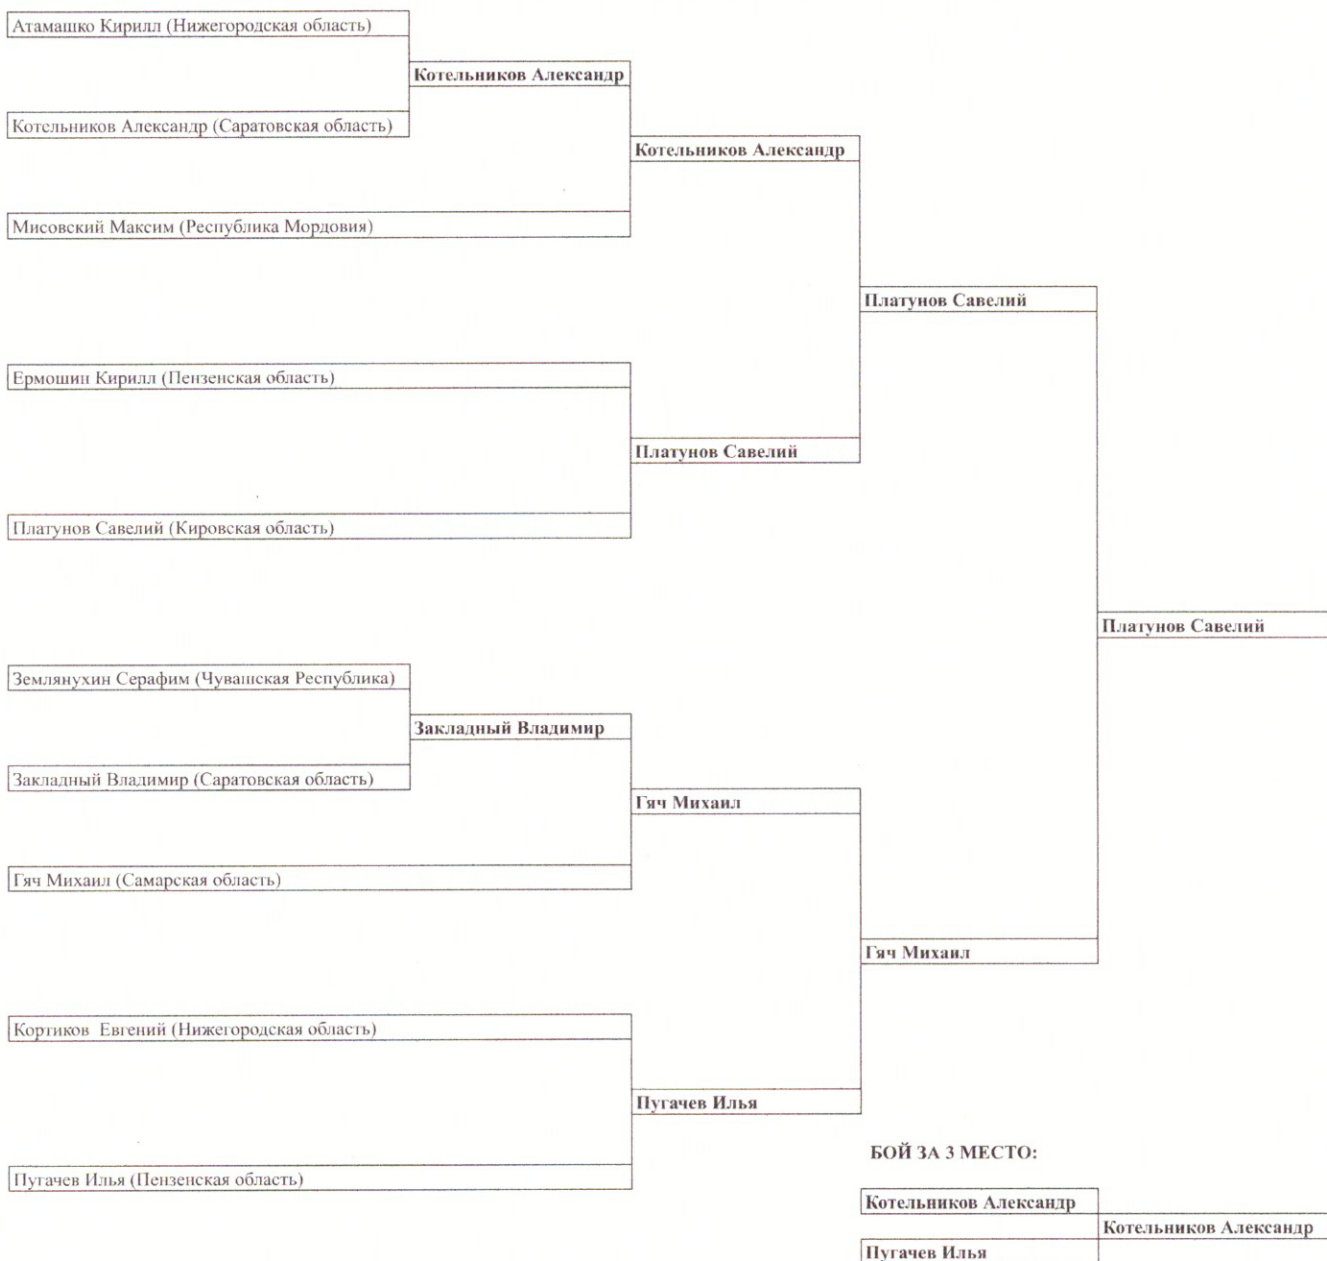 Атамашко Кирилл (Нижегородская область)
Котельников Александр
Котельников Александр (Саратовская область)
Котельников Александр
Мисовский Максим (Республика Мордовия)
Платунов Савелий
Ермошин Кирилл (Пензенская область)
Платунов Савелий
Платунов Савелий (Кировская область)
Платунов Савелий
Землянухин Серафим (Чувашская Республика)
Закладный Владимир
Закладный Владимир (Саратовская область)
Гяч Михаил
Гяч Михаил (Самарская область)
Гяч Михаил
Кортиков Евгений (Нижегородская область)
Пугачев Илья
БОЙ ЗА 3 МЕСТО:
Пугачев Илья (Пензенская область)
Котельников Александр
Котельников Александр
Пугачев Илья